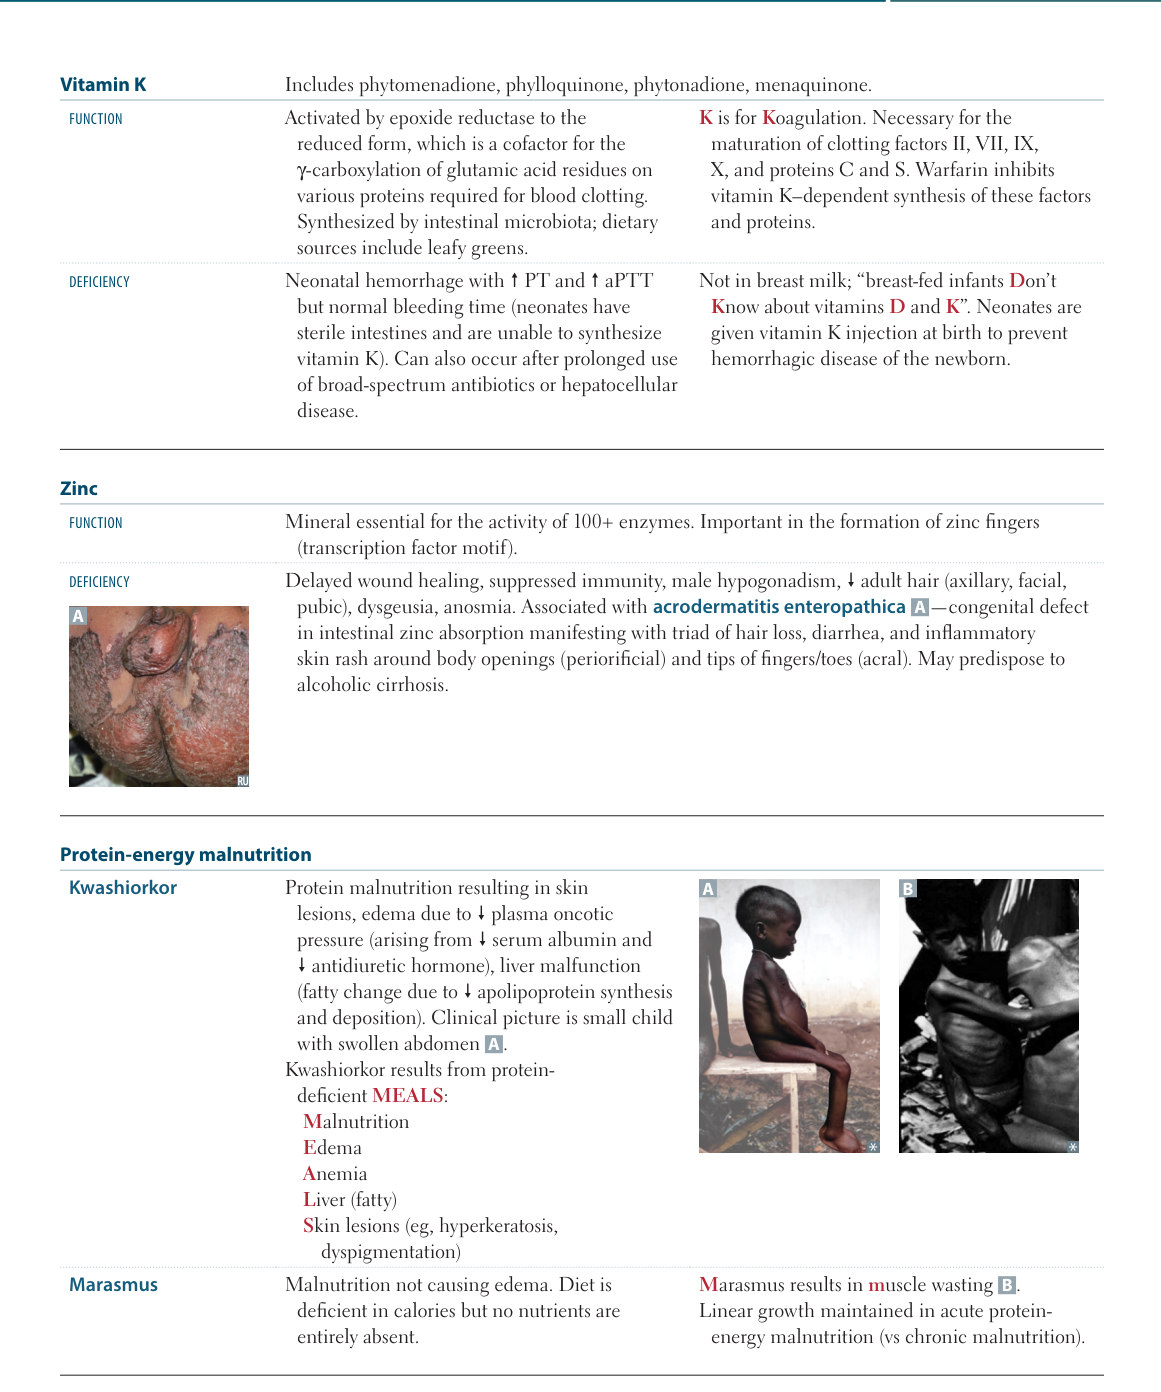 Vitamin K
Includes phytomenadione, phylloquinone, phytonadione, menaquinone.
FUNCTION
Activated by epoxide reductase to the
reduced form, which is a cofactor for the
γ-carboxylation of glutamic acid residues on
various proteins required for blood clotting.
Synthesized by intestinal microbiota; dietary
sources include leafy greens.
K is for Koagulation. Necessary for the
maturation of clotting factors II, VII, IX,
X, and proteins C and S. Warfarin inhibits
vitamin K–dependent synthesis of these factors
and proteins.
DEFICIENCY
Neonatal hemorrhage with ↑ PT and ↑ aPTT
but normal bleeding time (neonates have
sterile intestines and are unable to synthesize
vitamin K). Can also occur after prolonged use
of broad-spectrum antibiotics or hepatocellular
disease.
Not in breast milk; “breast-fed infants Don’t
Know about vitamins D and K”. Neonates are
given vitamin K injection at birth to prevent
hemorrhagic disease of the newborn.
Zinc
FUNCTION
Mineral essential for the activity of 100+ enzymes. Important in the formation of zinc fingers
(transcription factor motif).
DEFICIENCY
A
RU
Delayed wound healing, suppressed immunity, male hypogonadism, ↓ adult hair (axillary, facial,
pubic), dysgeusia, anosmia. Associated with acrodermatitis enteropathica A—congenital defect
in intestinal zinc absorption manifesting with triad of hair loss, diarrhea, and inflammatory
skin rash around body openings (periorificial) and tips of fingers/toes (acral). May predispose to
alcoholic cirrhosis.
Protein-energy malnutrition
Kwashiorkor
Protein malnutrition resulting in skin
lesions, edema due to ↓ plasma oncotic
pressure (arising from ↓ serum albumin and
↓ antidiuretic hormone), liver malfunction
(fatty change due to ↓ apolipoprotein synthesis
and deposition). Clinical picture is small child
with swollen abdomen A.
Kwashiorkor results from protein-
deficient MEALS:
Malnutrition
Edema
Anemia
Liver (fatty)
Skin lesions (eg, hyperkeratosis,
dyspigmentation)
A
*
B
*
Marasmus
Malnutrition not causing edema. Diet is
deficient in calories but no nutrients are
entirely absent.
Marasmus results in muscle wasting B.
Linear growth maintained in acute protein-
energy malnutrition (vs chronic malnutrition).